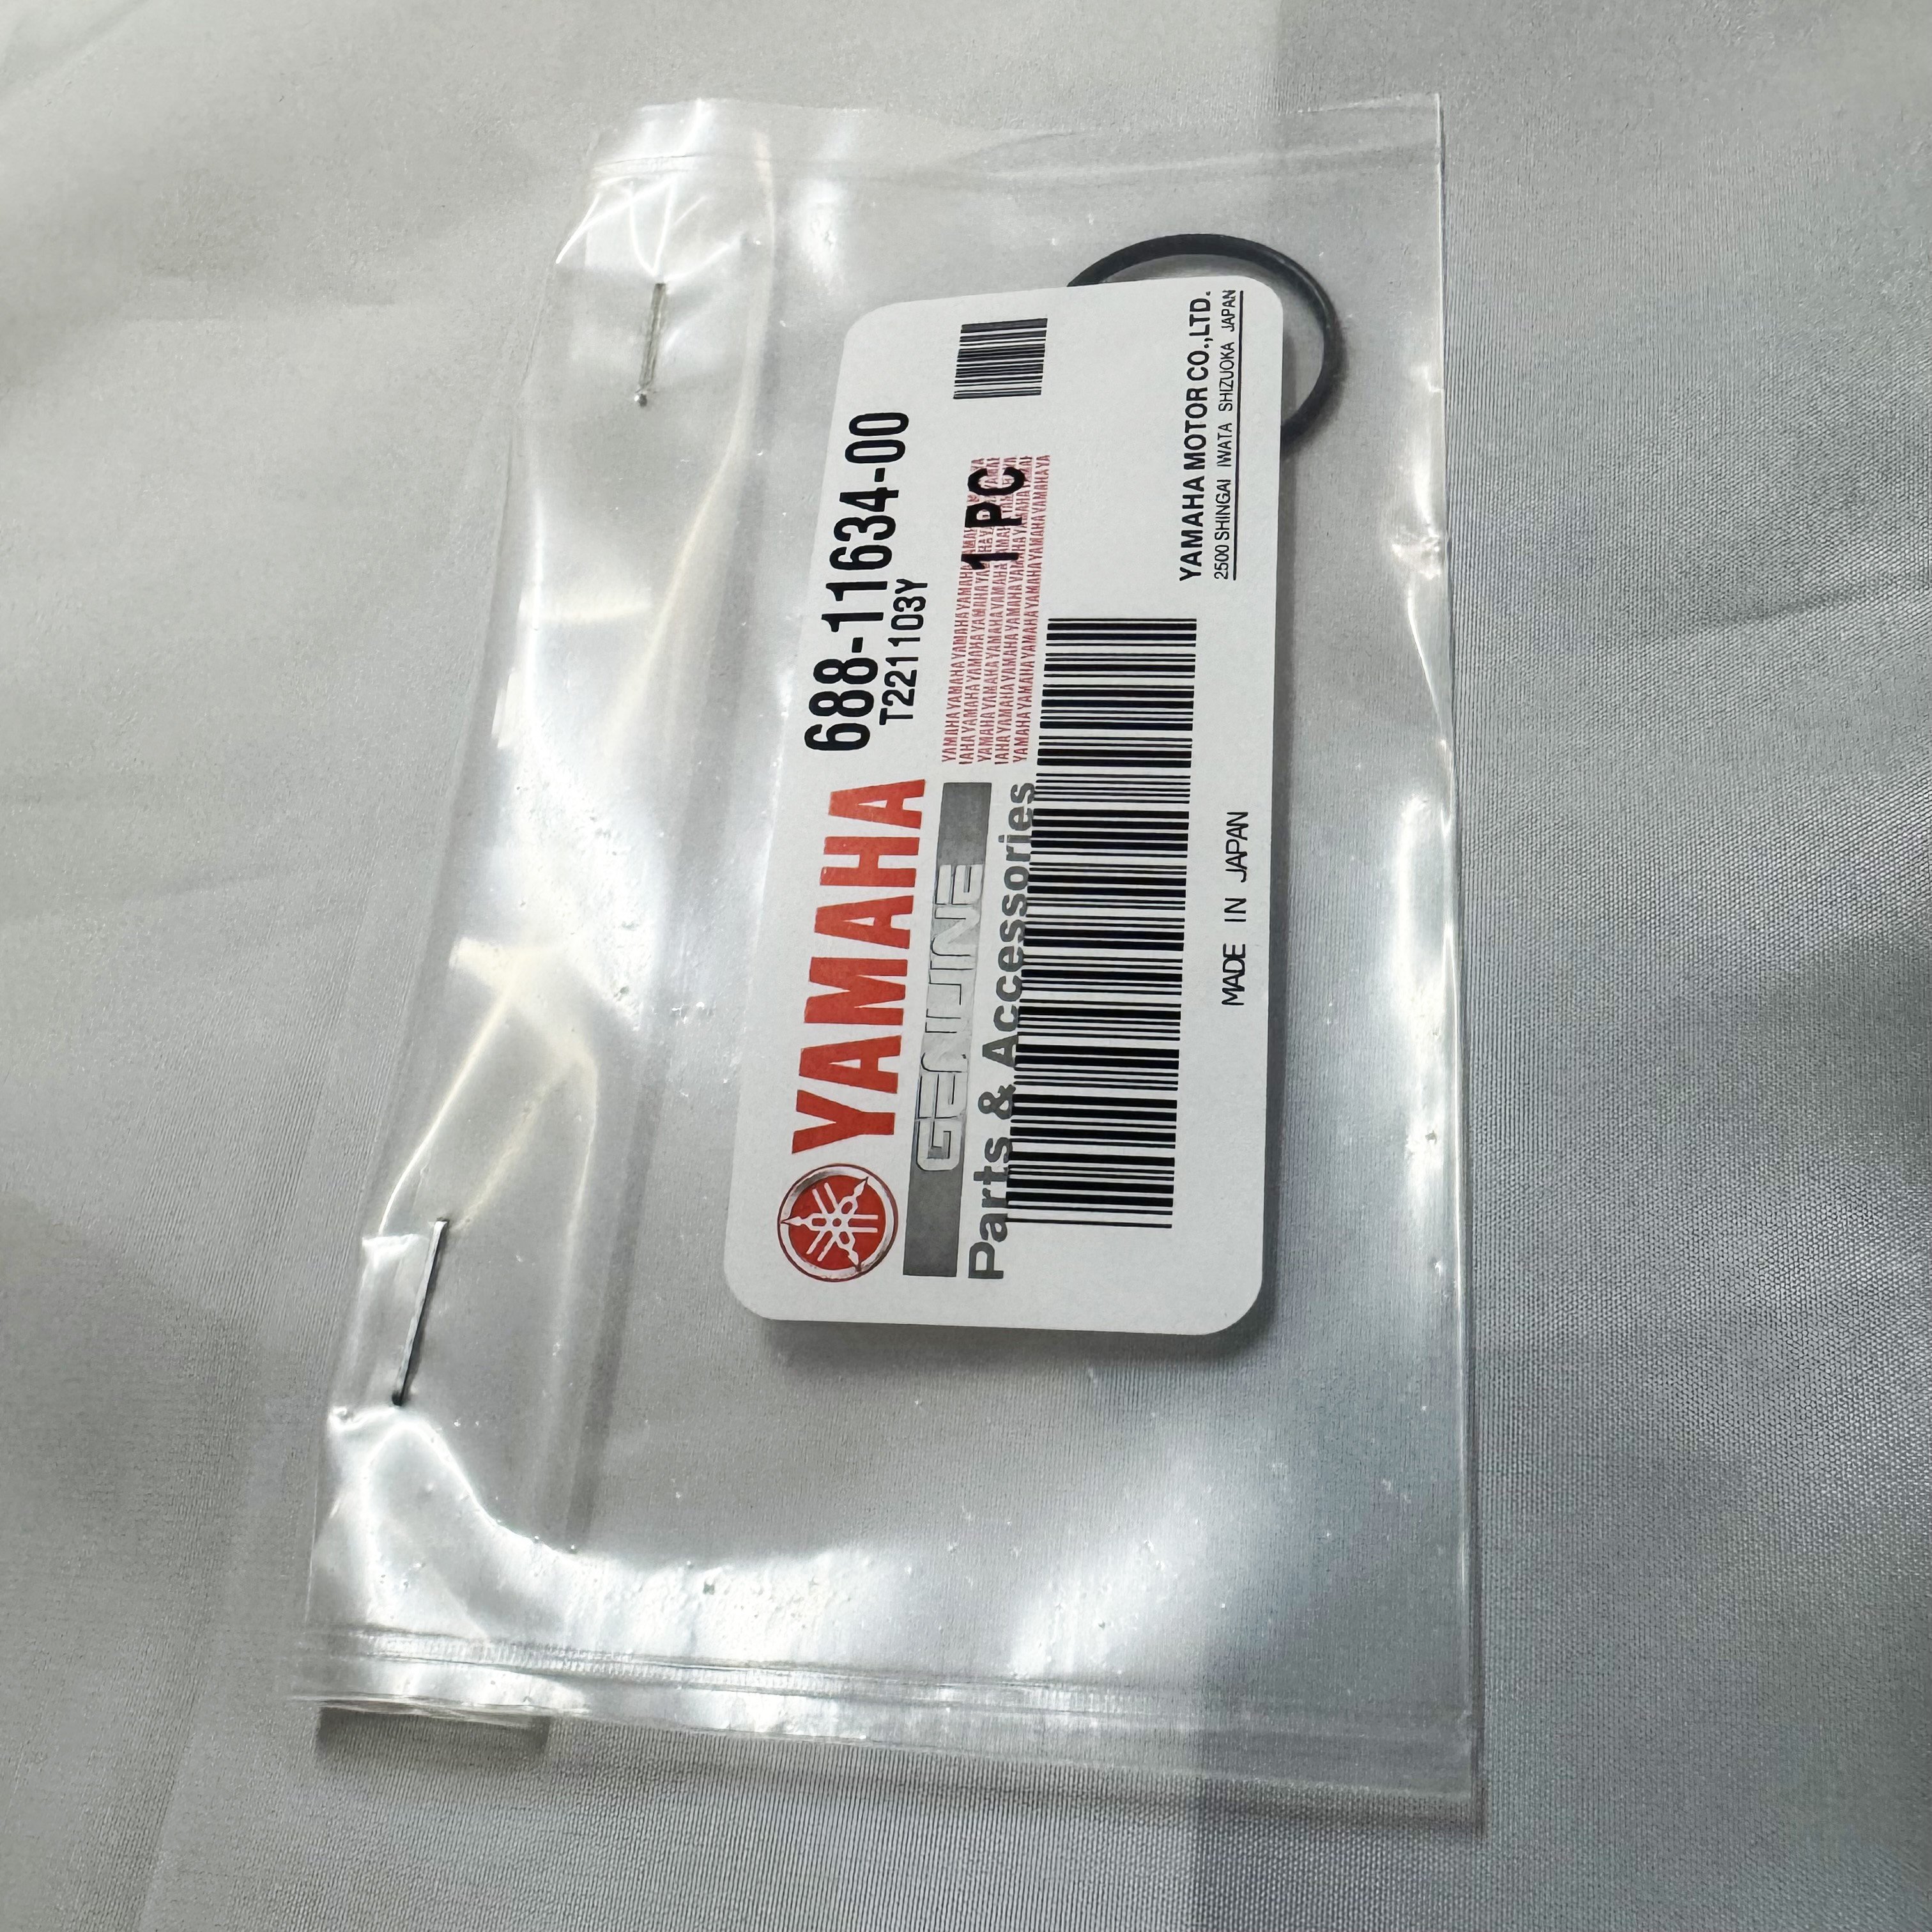 YAMAHA 688-11634-00
T221103Y
GENUINE
Parts & Accessories
YAMAHAYAMAHAYAMAHAYAMAHAYAMAHA
1 PC
YAMAHA MOTOR CO.,LTD.
2500 SHINGAI IWATA SHIZUOKA JAPAN
MADE IN JAPAN